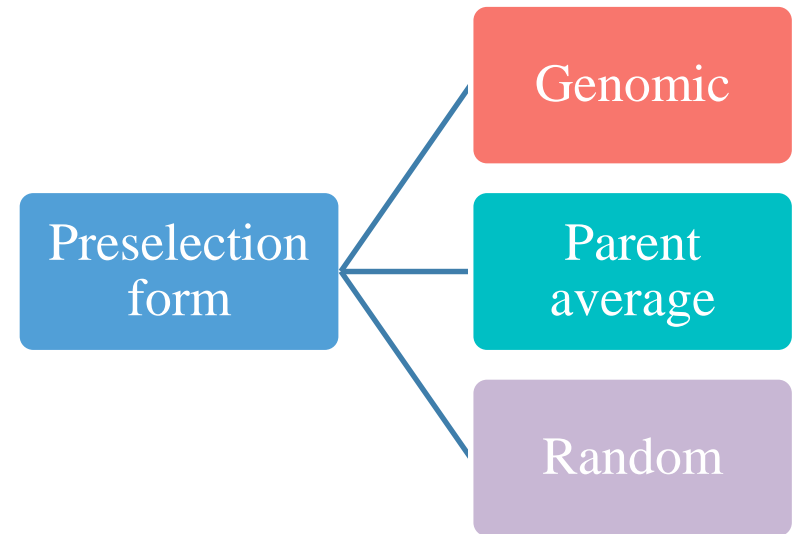 Preselection
form
Genomic
Parent
average
Random